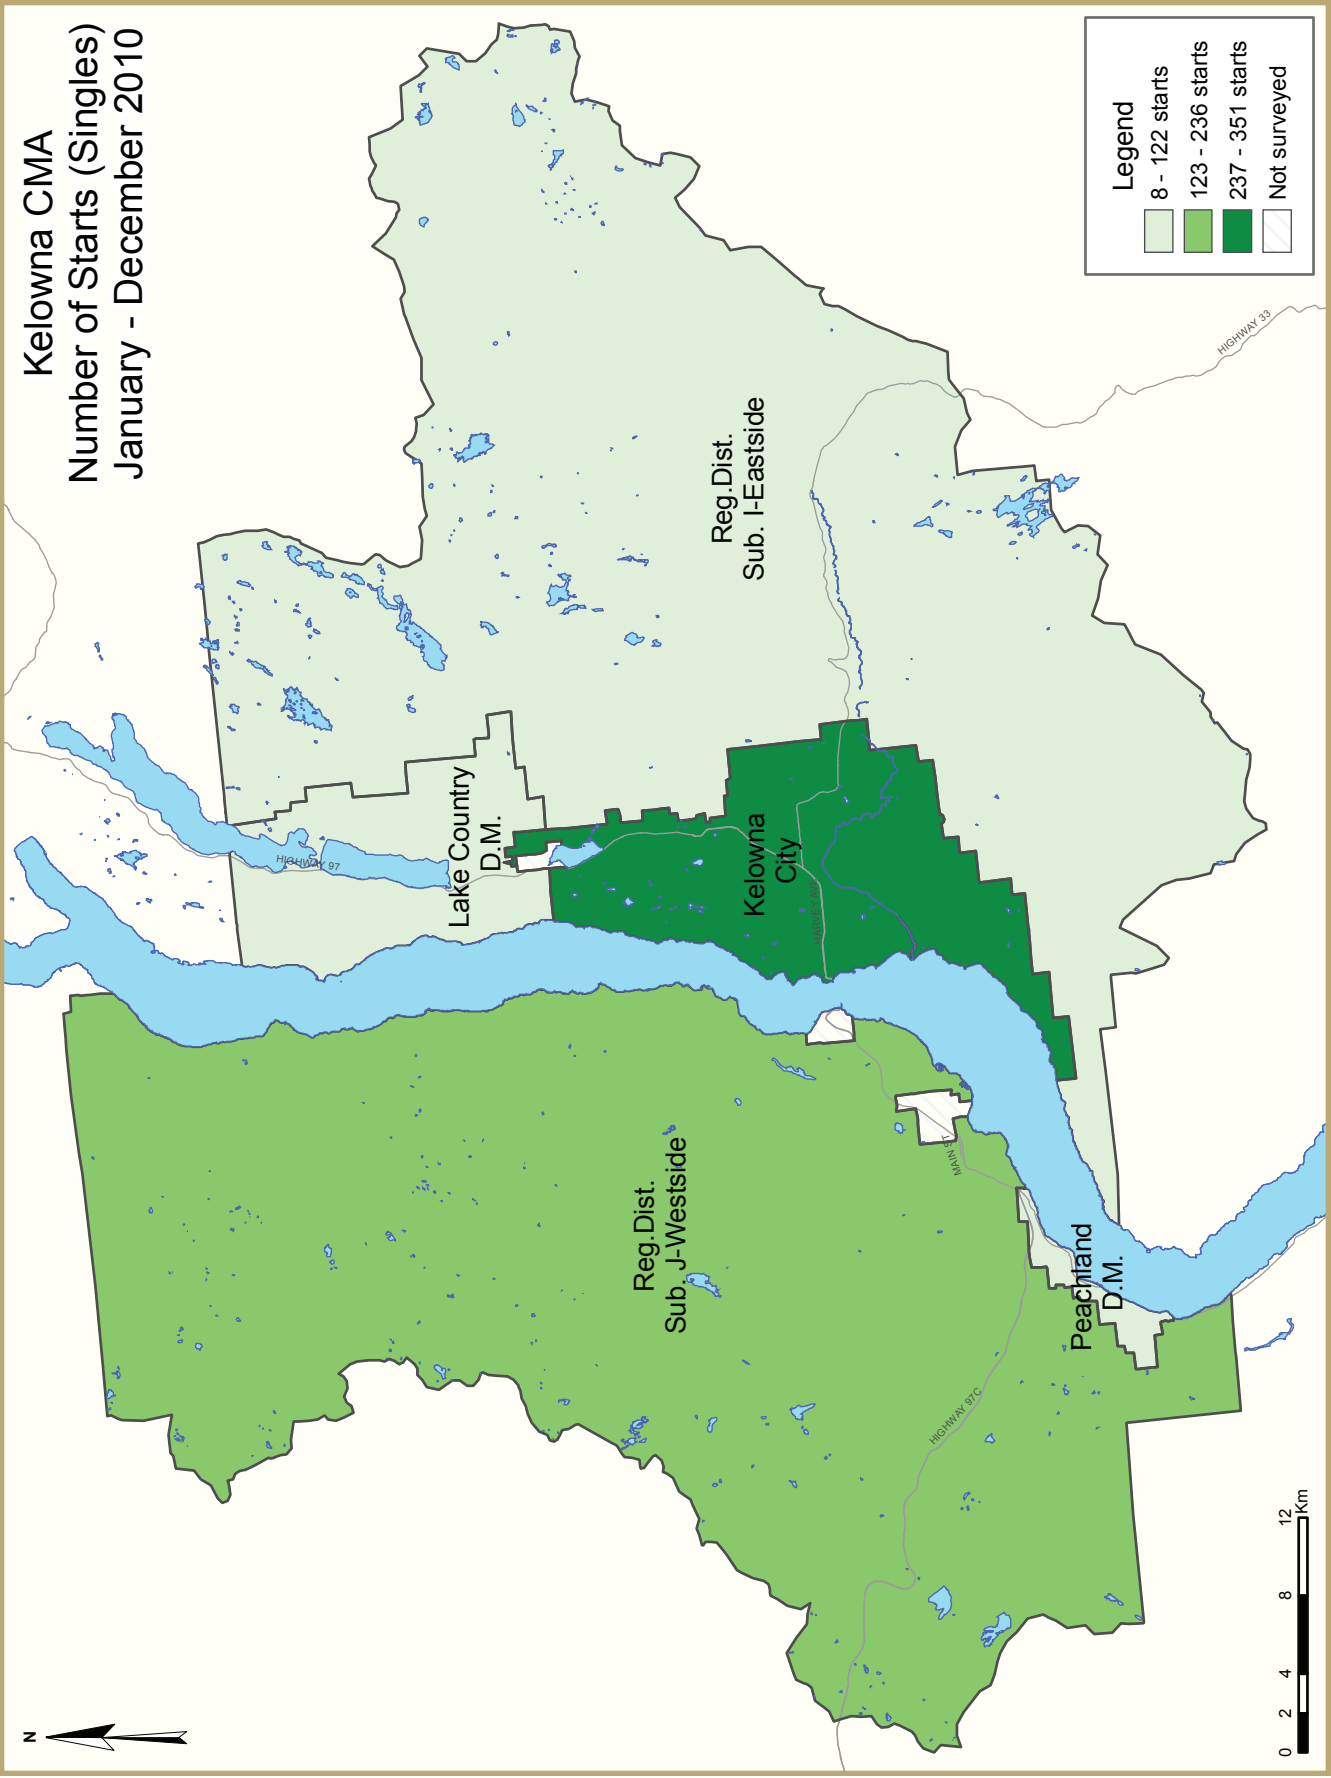 Kelowna CMA
Number of Starts (Singles)
January - December 2010
N
HIGHWAY 97
Lake Country
D.M.
Reg.Dist.
Sub. I-Eastside
Kelowna
City
HARVEY AVE
Reg.Dist.
Sub. J-Westside
MAIN ST
Peachland
D.M.
HIGHWAY 97C
HIGHWAY 33
Legend
8 - 122 starts
123 - 236 starts
237 - 351 starts
Not surveyed
0 2 4 8 12
Km